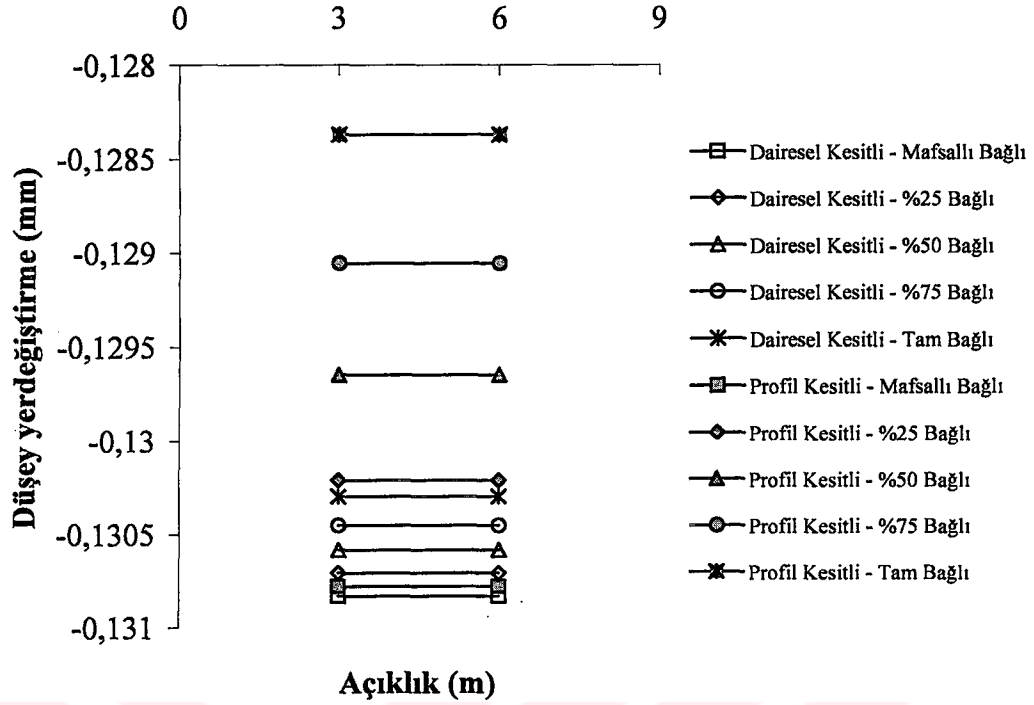 0 3 6 9
-0,128
-0,1285
-0,129
-0,1295
-0,13
-0,1305
-0,131
Düşey yerdeğiştirme (mm)
Açıklık (m)
Dairesel Kesitli - Mafsallı Bağlı
Dairesel Kesitli - %25 Bağlı
Dairesel Kesitli - %50 Bağlı
Dairesel Kesitli - %75 Bağlı
Dairesel Kesitli - Tam Bağlı
Profil Kesitli - Mafsallı Bağlı
Profil Kesitli - %25 Bağlı
Profil Kesitli - %50 Bağlı
Profil Kesitli - %75 Bağlı
Profil Kesitli - Tam Bağlı